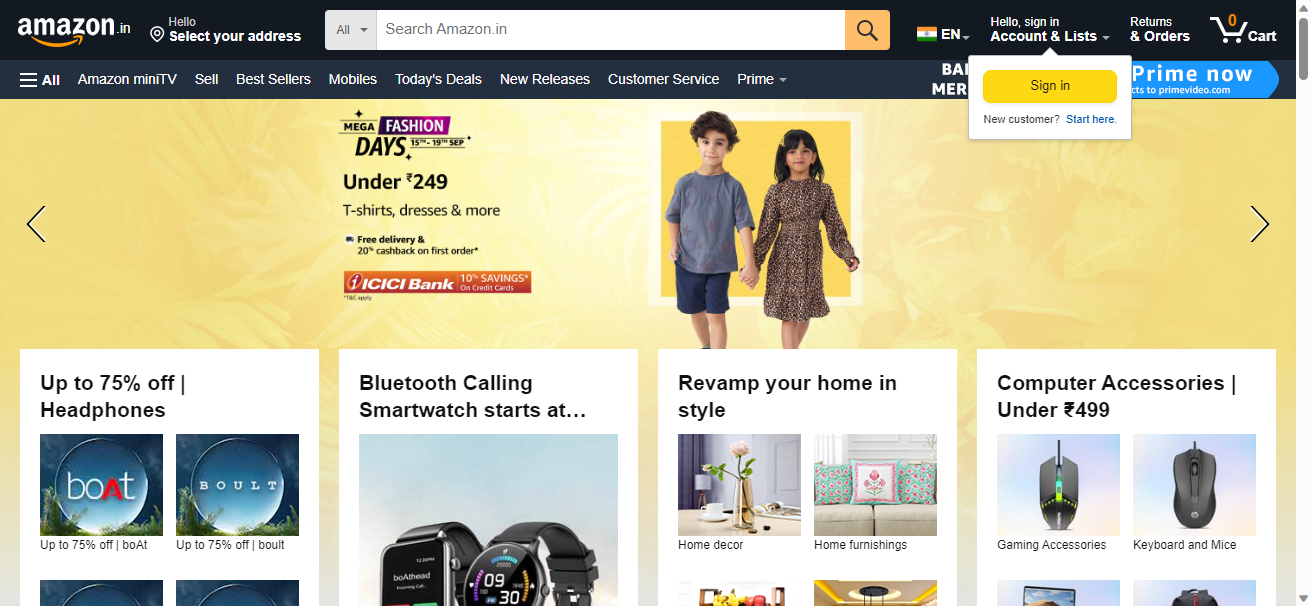 amazon.in
Hello
Select your address
All
Search Amazon.in
EN
Hello, sign in
Account & Lists
Returns
& Orders
0
Cart
All
Amazon miniTV
Sell
Best Sellers
Mobiles
Today's Deals
New Releases
Customer Service
Prime
BA
MER
Prime now
cts to primevideo.com
Sign in
New customer? Start here.
MEGA FASHION
DAYS 15TH - 19TH SEP
Under ₹249
T-shirts, dresses & more
Free delivery &
20% cashback on first order*
ICICI Bank
10% SAVINGS*
On Credit Cards
*T&C apply
Up to 75% off |
Headphones
boAt
BOULT
Up to 75% off | boAt
Up to 75% off | boult
Bluetooth Calling
Smartwatch starts at…
12:20PM
boAthead
Incoming Call...
09
30
Revamp your home in
style
Home decor
Home furnishings
Computer Accessories |
Under ₹499
hp
Gaming Accessories
Keyboard and Mice